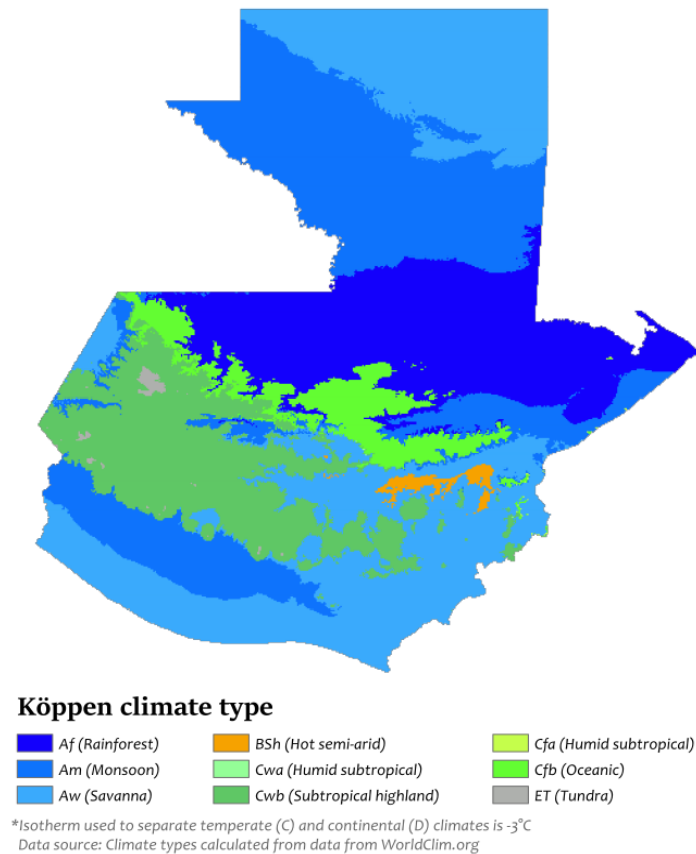 Köppen climate type
Af (Rainforest) BSh (Hot semi-arid) Cfa (Humid subtropical)
Am (Monsoon) Cwa (Humid subtropical) Cfb (Oceanic)
Aw (Savanna) Cwb (Subtropical highland) ET (Tundra)
*Isotherm used to separate temperate (C) and continental (D) climates is -3°C
Data source: Climate types calculated from data from WorldClim.org